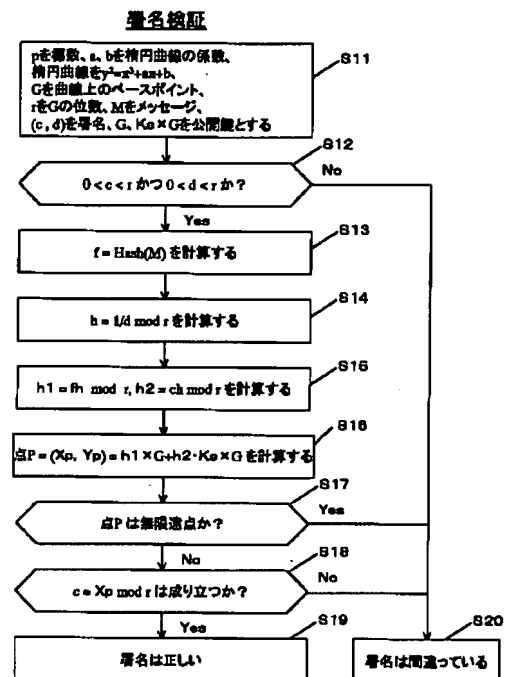 署名検証
S11
pを標数、a、bを楕円曲線の係数、
楕円曲線をy²=x³+ax+b、
Gを曲線上のベースポイント、
rをGの位数、Mをメッセージ、
(c , d)を署名、G、Ks×Gを公開鍵とする
S12
0 < c < r かつ 0 < d < r か？
No
Yes
S13
f = Hash(M) を計算する
S14
h = 1/d mod r を計算する
S15
h1 = fh mod r, h2 = ch mod r を計算する
S16
点P = (Xp, Yp) = h1×G+h2・Ks×G を計算する
S17
点P は無限遠点か？
Yes
No
S18
c = Xp mod r は成り立つか？
No
Yes
S19
署名は正しい
S20
署名は間違っている